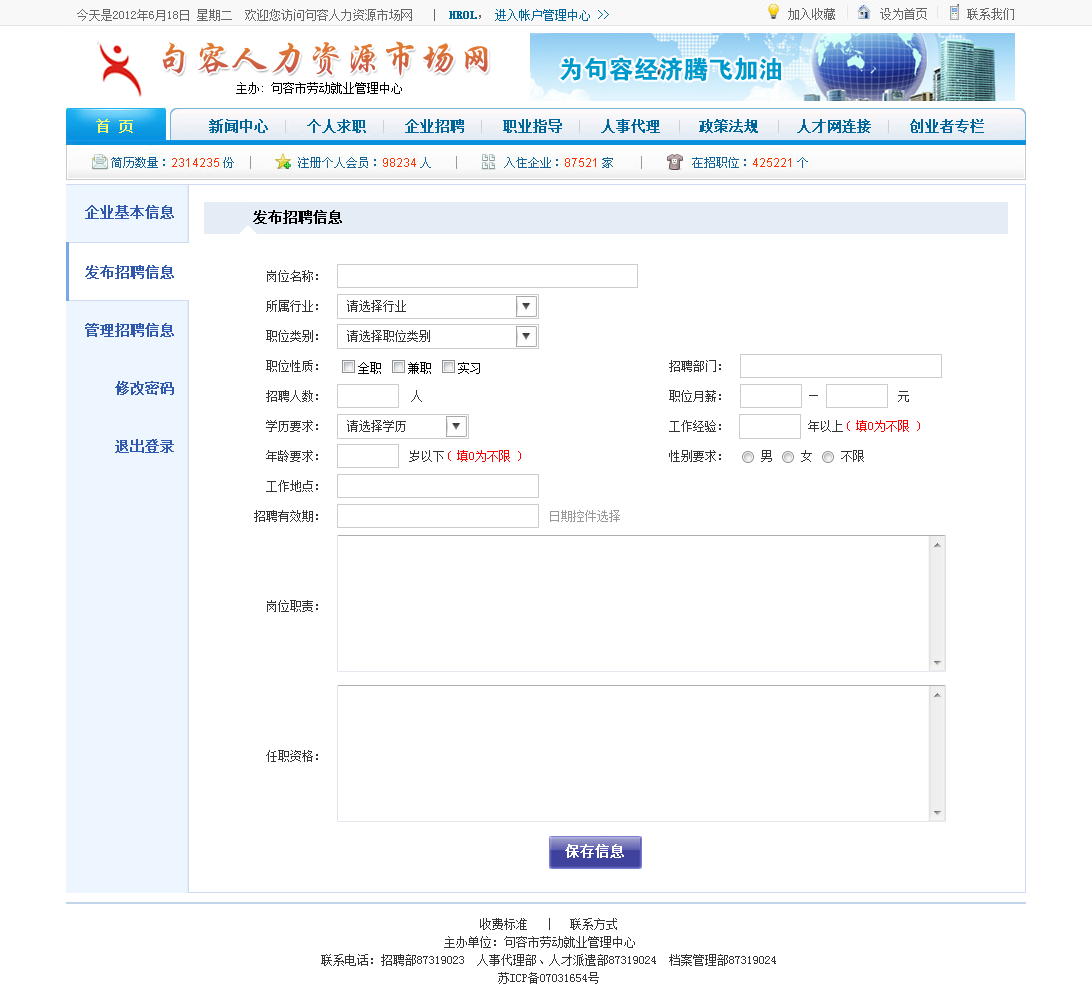 今天是2012年6月18日 星期二 欢迎您访问句容人力资源市场网 | HROL， 进入帐户管理中心 >> 加入收藏 设为首页 联系我们
句容人力资源市场网
主办：句容市劳动就业管理中心
为句容经济腾飞加油
首 页 新闻中心 个人求职 企业招聘 职业指导 人事代理 政策法规 人才网连接 创业者专栏
简历数量：2314235 份 | 注册个人会员：98234 人 | 入住企业：87521 家 | 在招职位：425221 个
企业基本信息
发布招聘信息
管理招聘信息
修改密码
退出登录
发布招聘信息
岗位名称：
所属行业： 请选择行业
职位类别： 请选择职位类别
职位性质： 全职 兼职 实习 招聘部门：
招聘人数： 人 职位月薪： — 元
学历要求： 请选择学历 工作经验： 年以上（ 填0为不限 ）
年龄要求： 岁以下（ 填0为不限 ） 性别要求： 男 女 不限
工作地点：
招聘有效期： 日期控件选择
岗位职责：
任职资格：
保存信息
收费标准 | 联系方式
主办单位：句容市劳动就业管理中心
联系电话：招聘部87319023 人事代理部、人才派遣部87319024 档案管理部87319024
苏ICP备07031654号